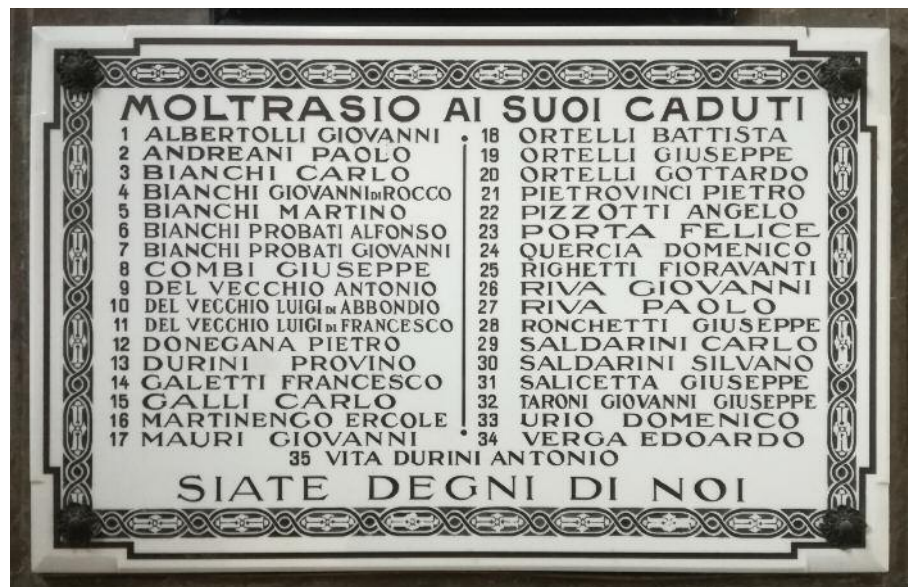 MOLTRASIO AI SUOI CADUTI
1 ALBERTOLLI GIOVANNI
2 ANDREANI PAOLO
3 BIANCHI CARLO
4 BIANCHI GIOVANNI DI ROCCO
5 BIANCHI MARTINO
6 BIANCHI PROBATI ALFONSO
7 BIANCHI PROBATI GIOVANNI
8 COMBI GIUSEPPE
9 DEL VECCHIO ANTONIO
10 DEL VECCHIO LUIGI DI ABBONDIO
11 DEL VECCHIO LUIGI DI FRANCESCO
12 DONEGANA PIETRO
13 DURINI PROVINO
14 GALETTI FRANCESCO
15 GALLI CARLO
16 MARTINENGO ERCOLE
17 MAURI GIOVANNI
18 ORTELLI BATTISTA
19 ORTELLI GIUSEPPE
20 ORTELLI GOTTARDO
21 PIETROVINCI PIETRO
22 PIZZOTTI ANGELO
23 PORTA FELICE
24 QUERCIA DOMENICO
25 RIGHETTI FIORAVANTI
26 RIVA GIOVANNI
27 RIVA PAOLO
28 RONCHETTI GIUSEPPE
29 SALDARINI CARLO
30 SALDARINI SILVANO
31 SALICETTA GIUSEPPE
32 TARONI GIOVANNI GIUSEPPE
33 URIO DOMENICO
34 VERGA EDOARDO
35 VITA DURINI ANTONIO
SIATE DEGNI DI NOI